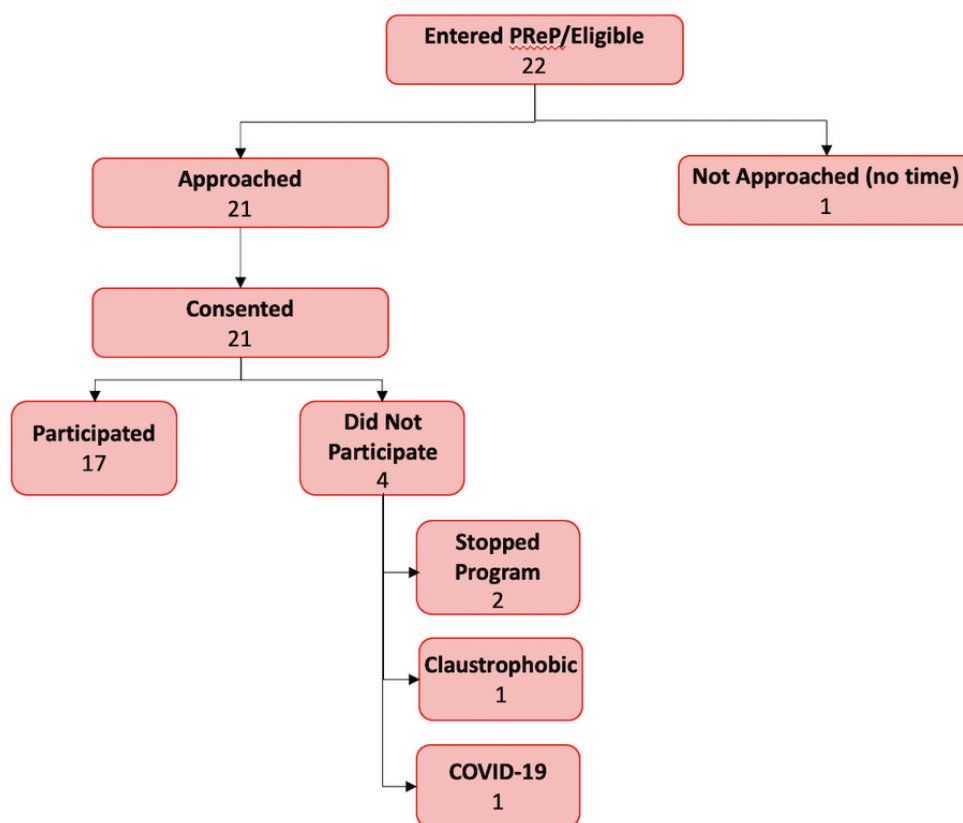 Entered PReP/Eligible
22
Approached
21
Not Approached (no time)
1
Consented
21
Participated
17
Did Not
Participate
4
Stopped
Program
2
Claustrophobic
1
COVID-19
1